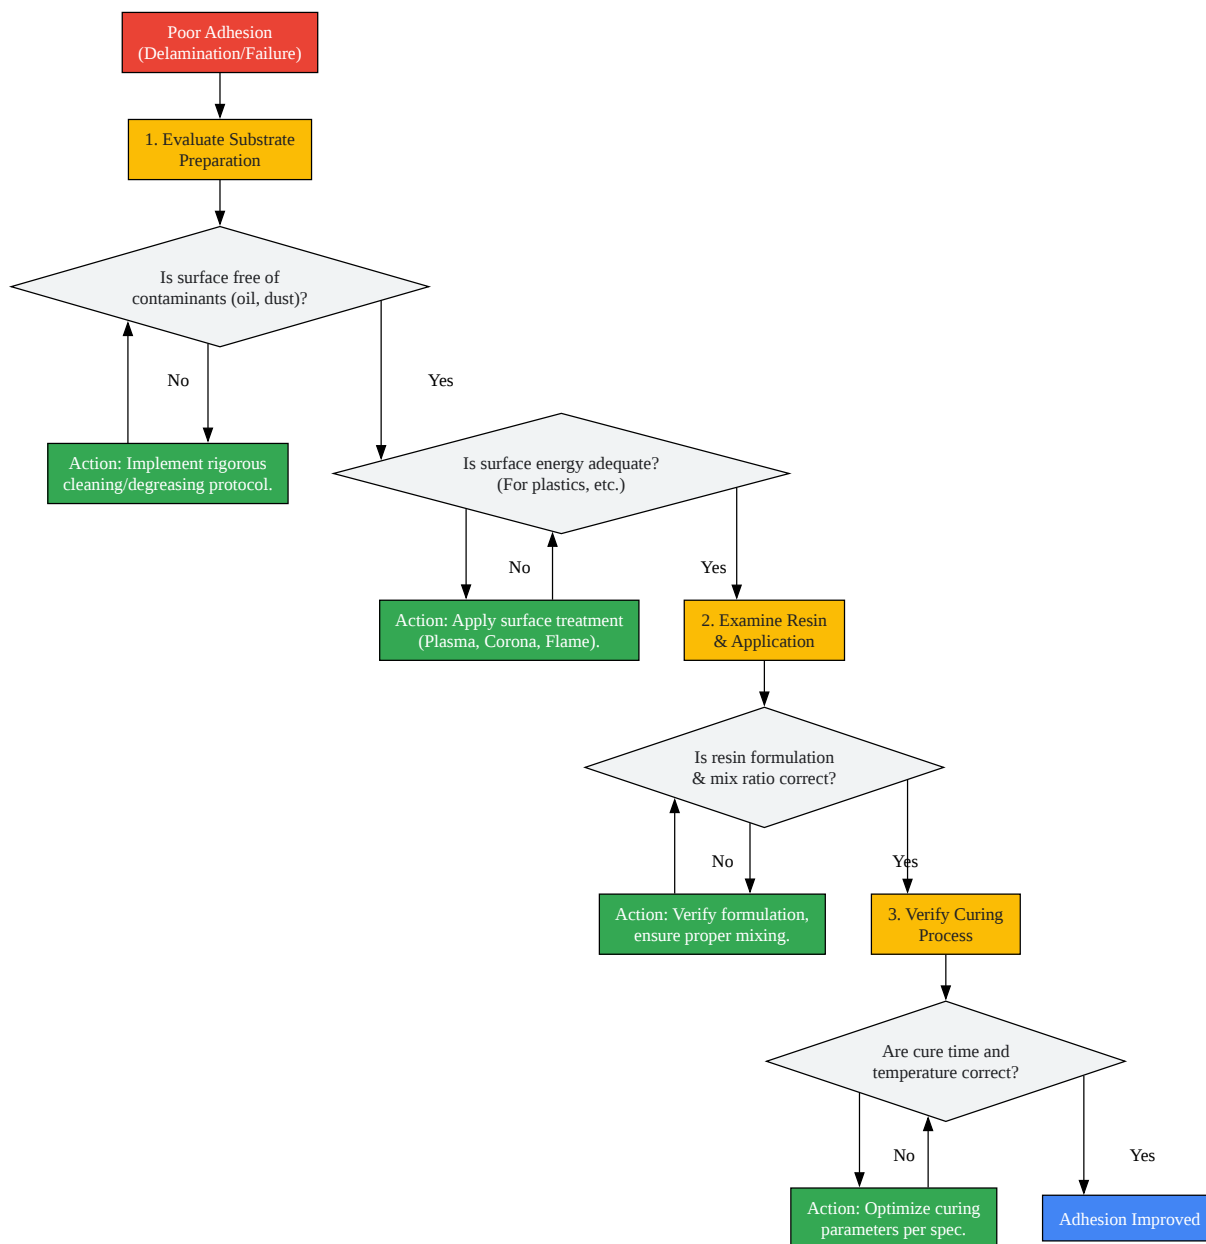 Poor Adhesion
(Delamination/Failure)
1. Evaluate Substrate
Preparation
Is surface free of
contaminants (oil, dust)?
No
Yes
Action: Implement rigorous
cleaning/degreasing protocol.
Is surface energy adequate?
(For plastics, etc.)
No
Yes
Action: Apply surface treatment
(Plasma, Corona, Flame).
2. Examine Resin
& Application
Is resin formulation
& mix ratio correct?
No
Yes
Action: Verify formulation,
ensure proper mixing.
3. Verify Curing
Process
Are cure time and
temperature correct?
No
Yes
Action: Optimize curing
parameters per spec.
Adhesion Improved